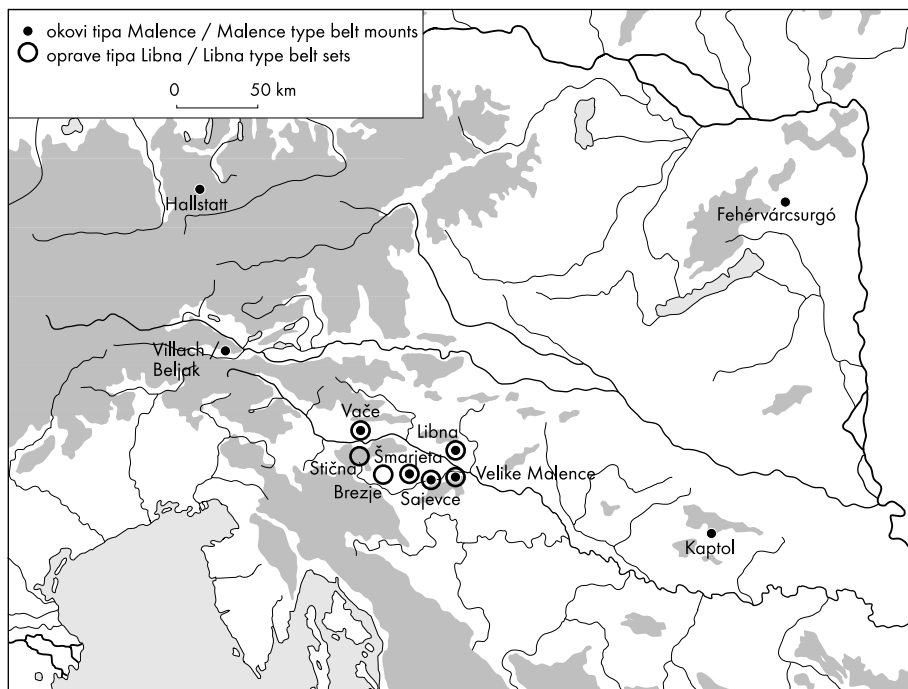 okovi tipa Malence / Malence type belt mounts
oprave tipa Libna / Libna type belt sets
0 50 km
Hallstatt
Fehérvárcsurgó
Villach /
Beljak
Vače
Libna
Šmarjeta
Stična
Velike Malence
Brezje
Sajevce
Kaptol